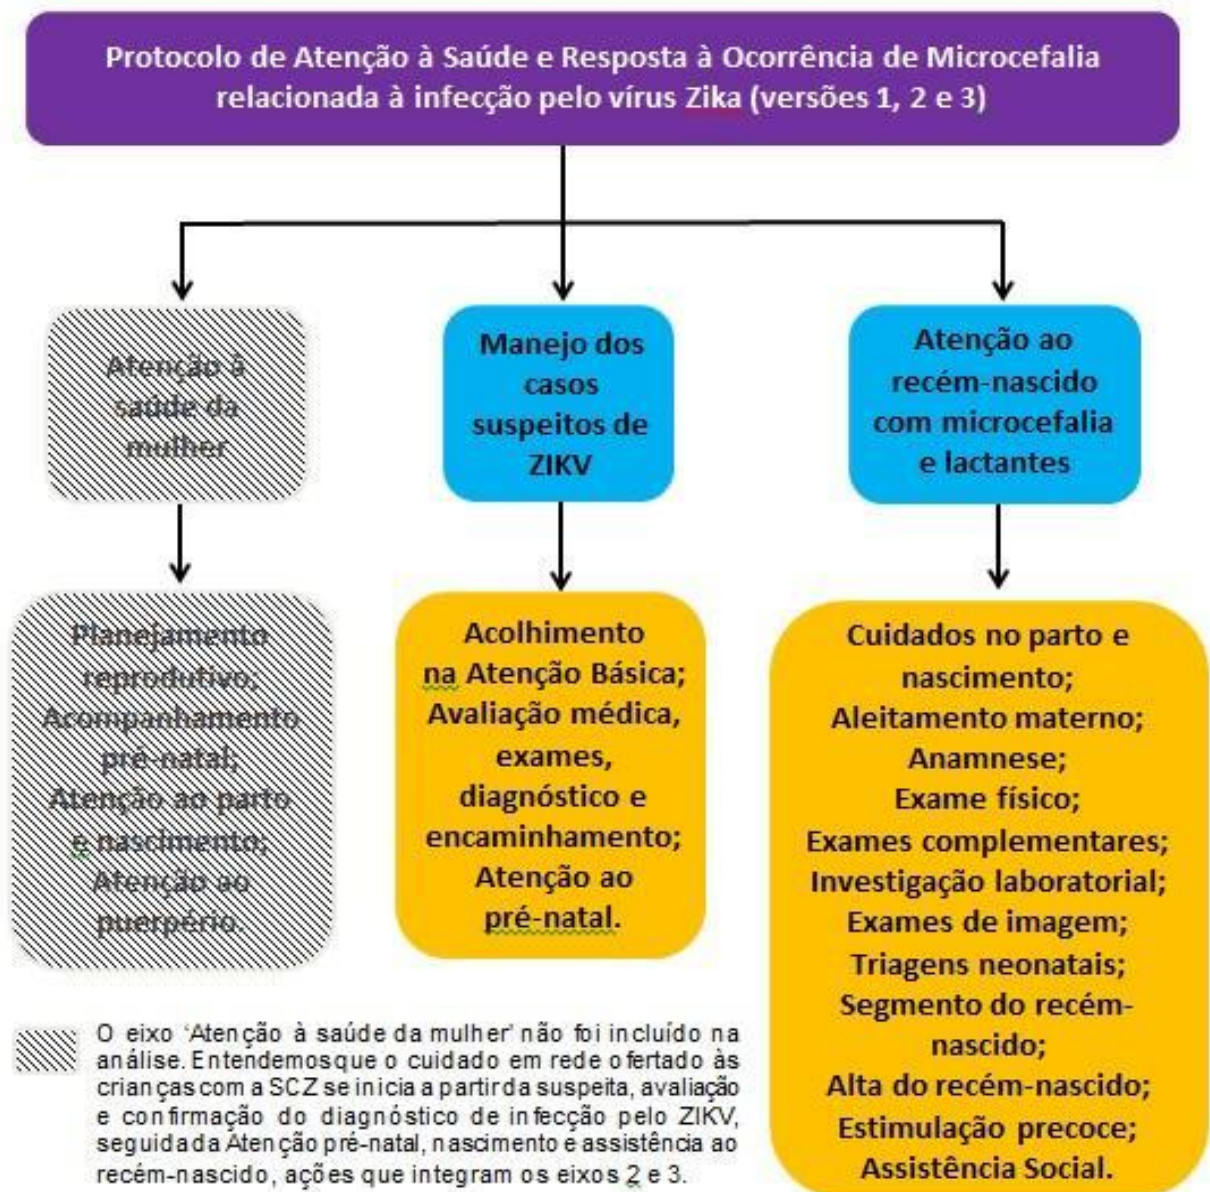 Protocolo de Atenção à Saúde e Resposta à Ocorrência de Microcefalia
relacionada à infecção pelo vírus Zika (versões 1, 2 e 3)
Atenção à
saúde da
mulher
Manejo dos
casos
suspeitos de
ZIKV
Atenção ao
recém-nascido
com microcefalia
e lactantes
Planejamento
reprodutivo;
Acompanhamento
pré-natal;
Atenção ao parto
e nascimento;
Atenção ao
puerpério.
Acolhimento
na Atenção Básica;
Avaliação médica,
exames,
diagnóstico e
encaminhamento;
Atenção ao
pré-natal.
Cuidados no parto e
nascimento;
Aleitamento materno;
Anamnese;
Exame físico;
Exames complementares;
Investigação laboratorial;
Exames de imagem;
Triagens neonatais;
Segmento do recém-
nascido;
Alta do recém-nascido;
Estimulação precoce;
Assistência Social.
O eixo ‘Atenção à saúde da mulher’ não foi incluído na
análise. Entendemos que o cuidado em rede ofertado às
crianças com a SCZ se inicia a partir da suspeita, avaliação
e confirmação do diagnóstico de infecção pelo ZIKV,
seguida da Atenção pré-natal, nascimento e assistência ao
recém-nascido, ações que integram os eixos 2 e 3.